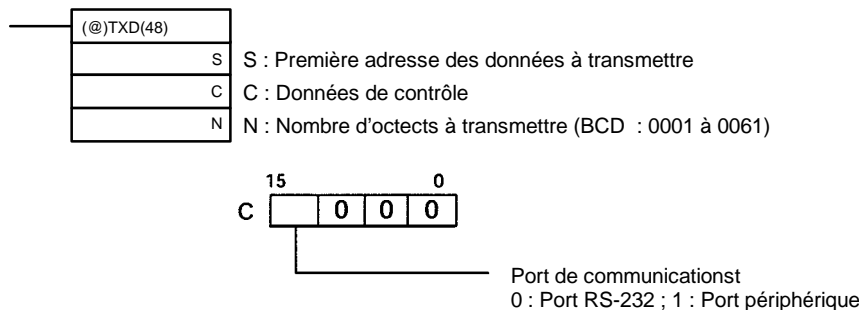 (@)TXD(48)
S S : Première adresse des données à transmettre
C C : Données de contrôle
N N : Nombre d'octects à transmettre (BCD : 0001 à 0061)
15 0
C 0 0 0
Port de communicationst
0 : Port RS-232 ; 1 : Port périphérique